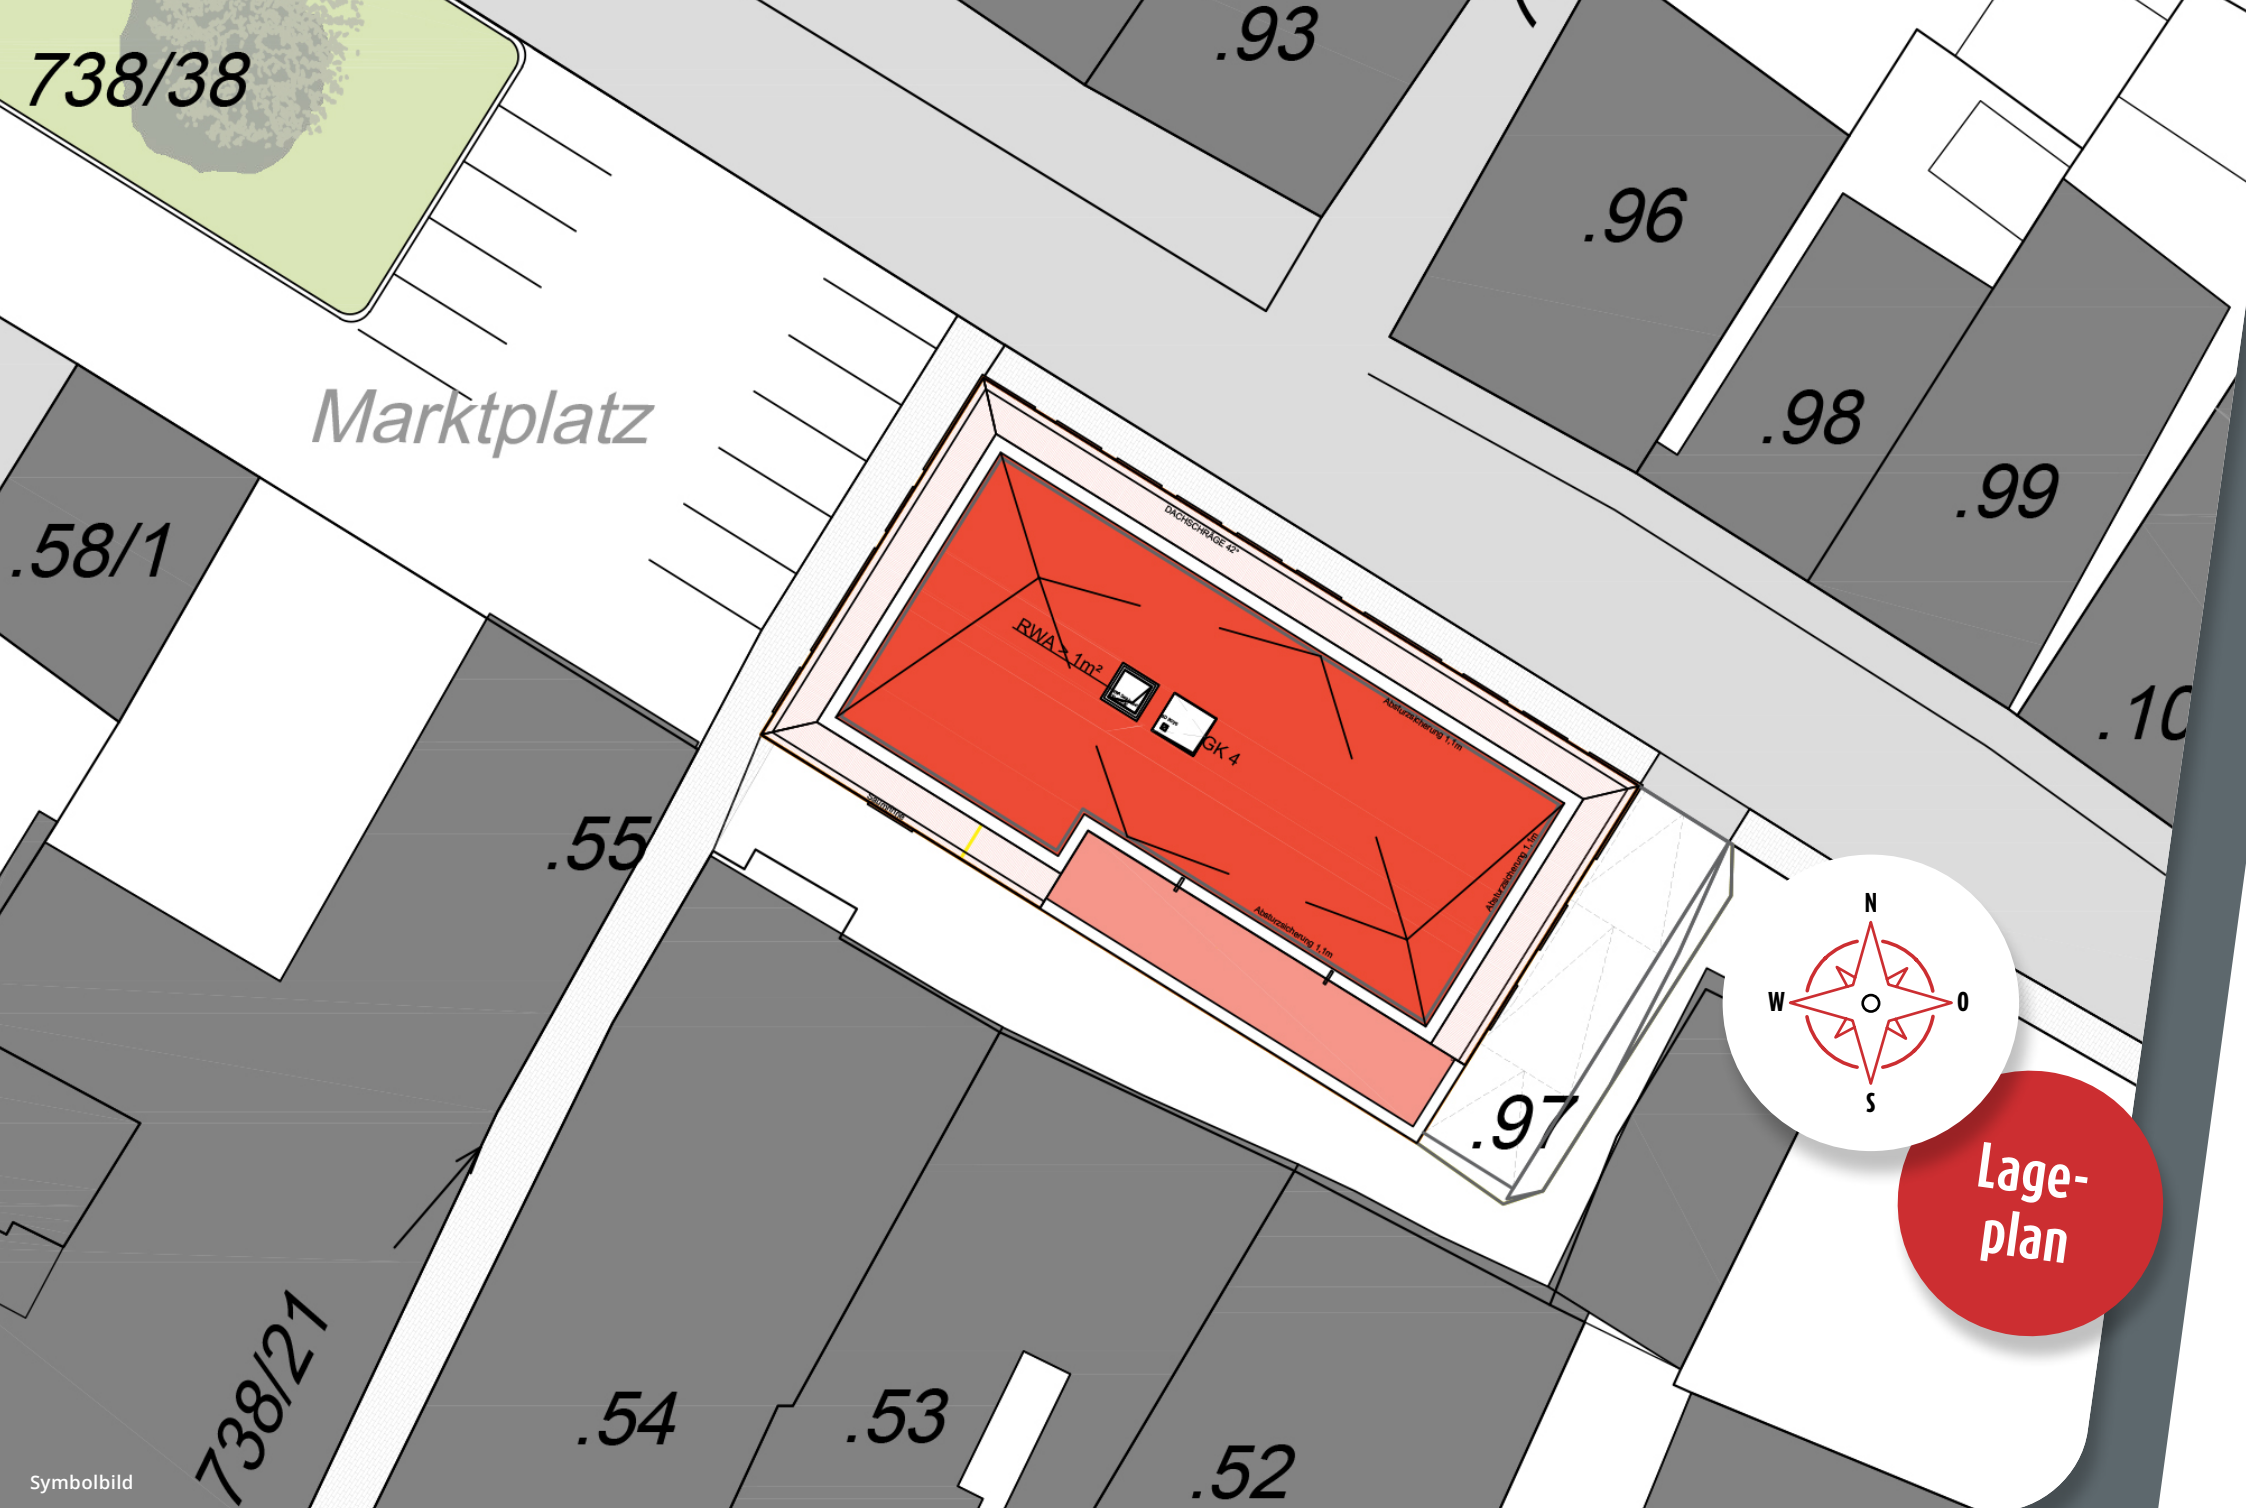 738/38
.93
.96
Marktplatz
.98
.58/1
.99
DACHSCHRÄGE 42°
RWA > 1m²
GK 4
Absturzsicherung 1,1m
.10
.55
Absturzsicherung 1,1m
Absturzsicherung 1,1m
N
W
O
S
.97
Lage-
plan
738/21
.54
.53
.52
Symbolbild